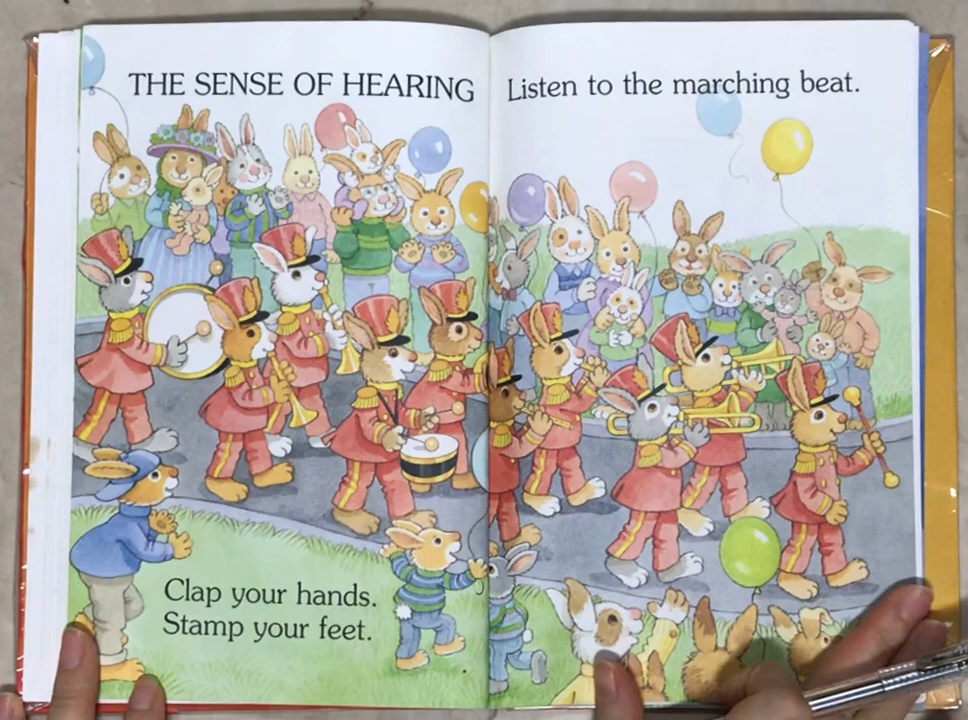 THE SENSE OF HEARING
Listen to the marching beat.
Clap your hands.
Stamp your feet.